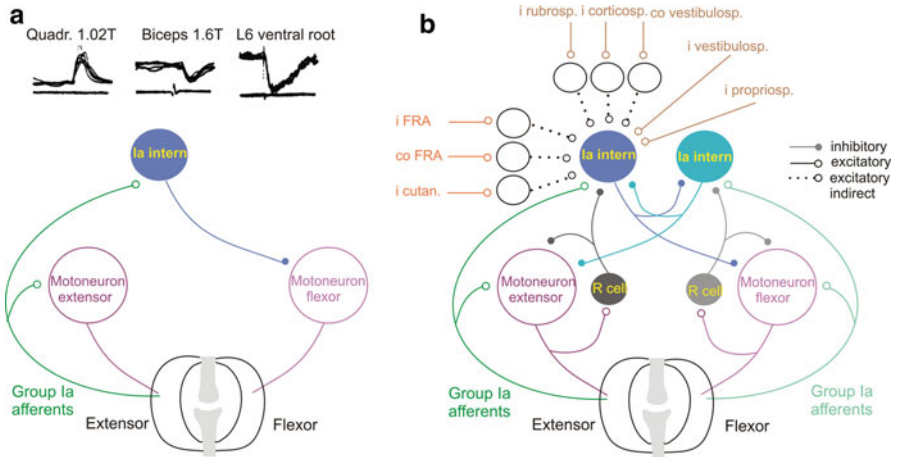 a
Quadr. 1.02T
Biceps 1.6T
L6 ventral root
Ia intern
Motoneuron
extensor
Motoneuron
flexor
Group Ia
afferents
Extensor
Flexor
b
i rubrosp.
i corticosp.
co vestibulosp.
i vestibulosp.
i propriosp.
i FRA
co FRA
i cutan.
Ia intern
Ia intern
inhibitory
excitatory
excitatory
indirect
Motoneuron
extensor
R cell
R cell
Motoneuron
flexor
Group Ia
afferents
Group Ia
afferents
Extensor
Flexor